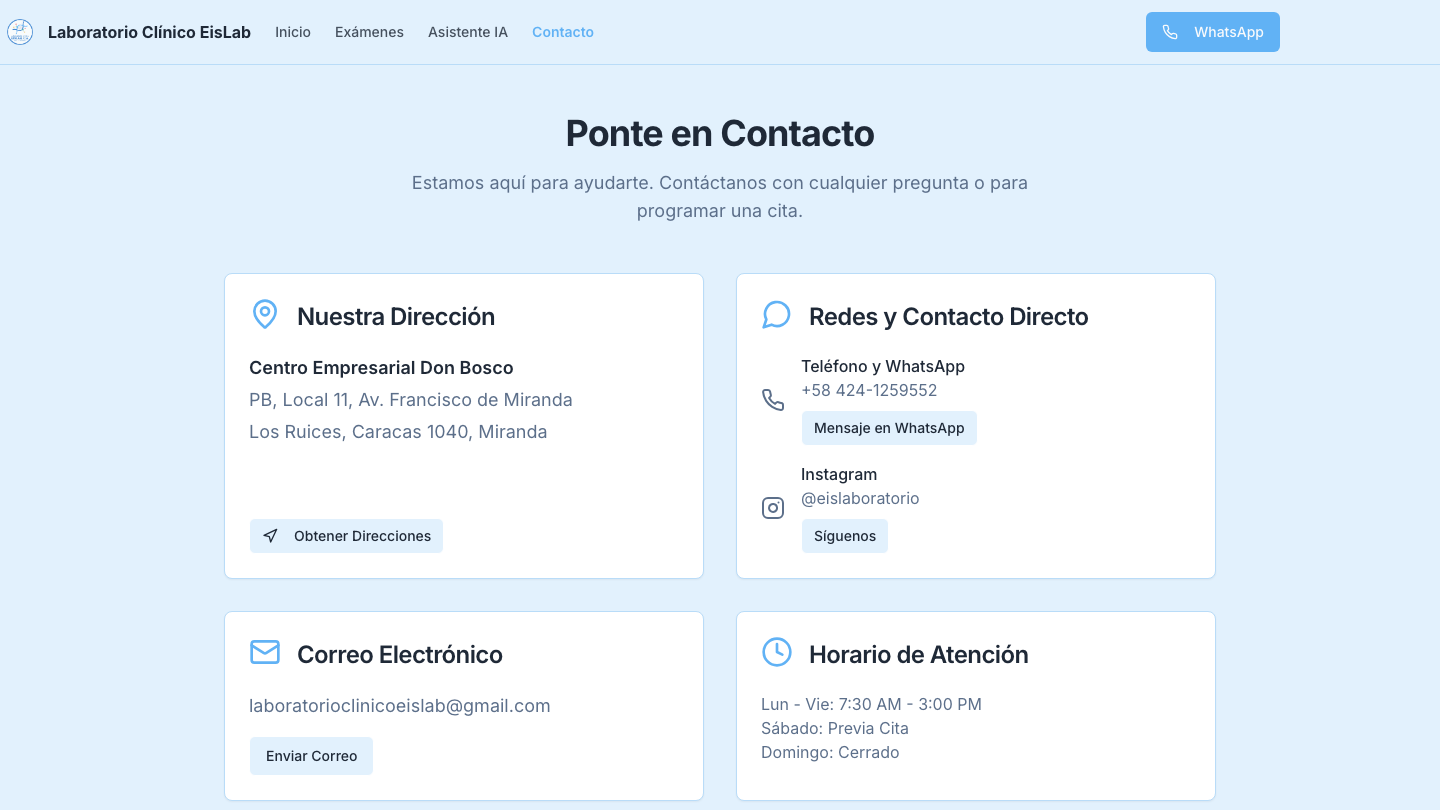 Laboratorio Clínico EisLab
Inicio
Exámenes
Asistente IA
Contacto
WhatsApp
Ponte en Contacto
Estamos aquí para ayudarte. Contáctanos con cualquier pregunta o para
programar una cita.
Nuestra Dirección
Centro Empresarial Don Bosco
PB, Local 11, Av. Francisco de Miranda
Los Ruices, Caracas 1040, Miranda
Obtener Direcciones
Redes y Contacto Directo
Teléfono y WhatsApp
+58 424-1259552
Mensaje en WhatsApp
Instagram
@eislaboratorio
Síguenos
Correo Electrónico
laboratorioclinicoeislab@gmail.com
Enviar Correo
Horario de Atención
Lun - Vie: 7:30 AM - 3:00 PM
Sábado: Previa Cita
Domingo: Cerrado